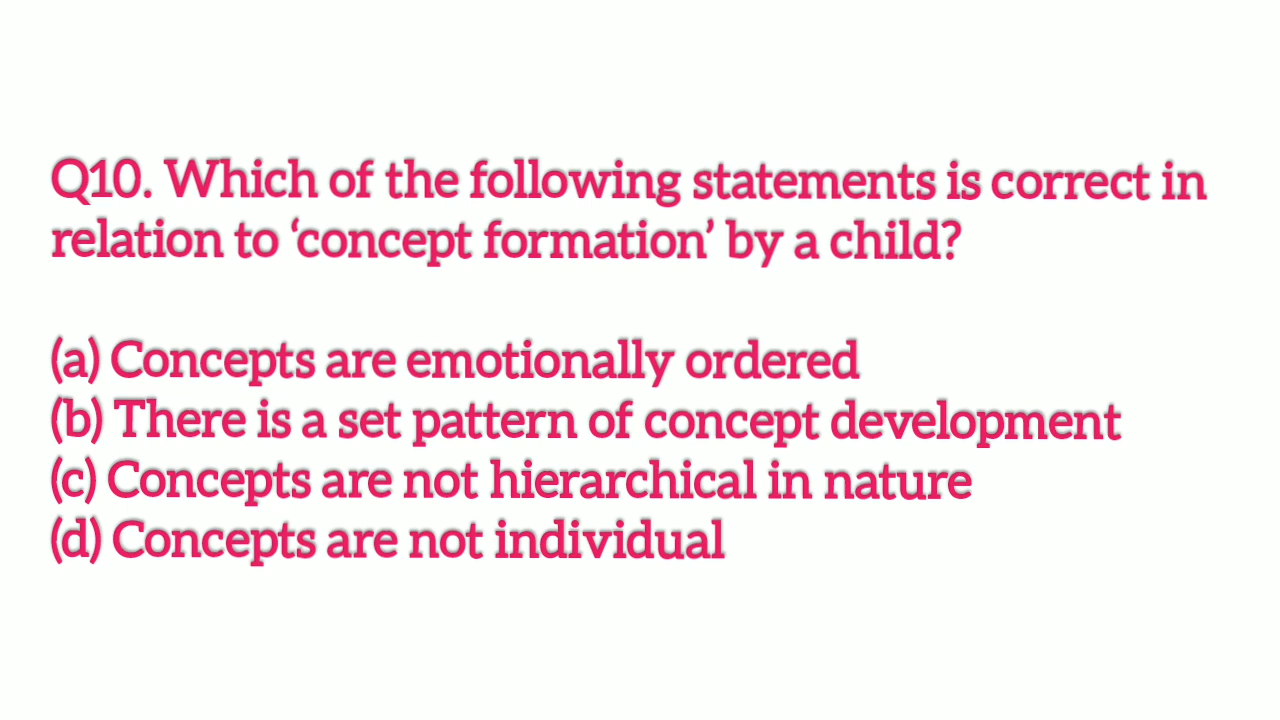 Q10. Which of the following statements is correct in
relation to ‘concept formation’ by a child?
(a) Concepts are emotionally ordered
(b) There is a set pattern of concept development
(c) Concepts are not hierarchical in nature
(d) Concepts are not individual